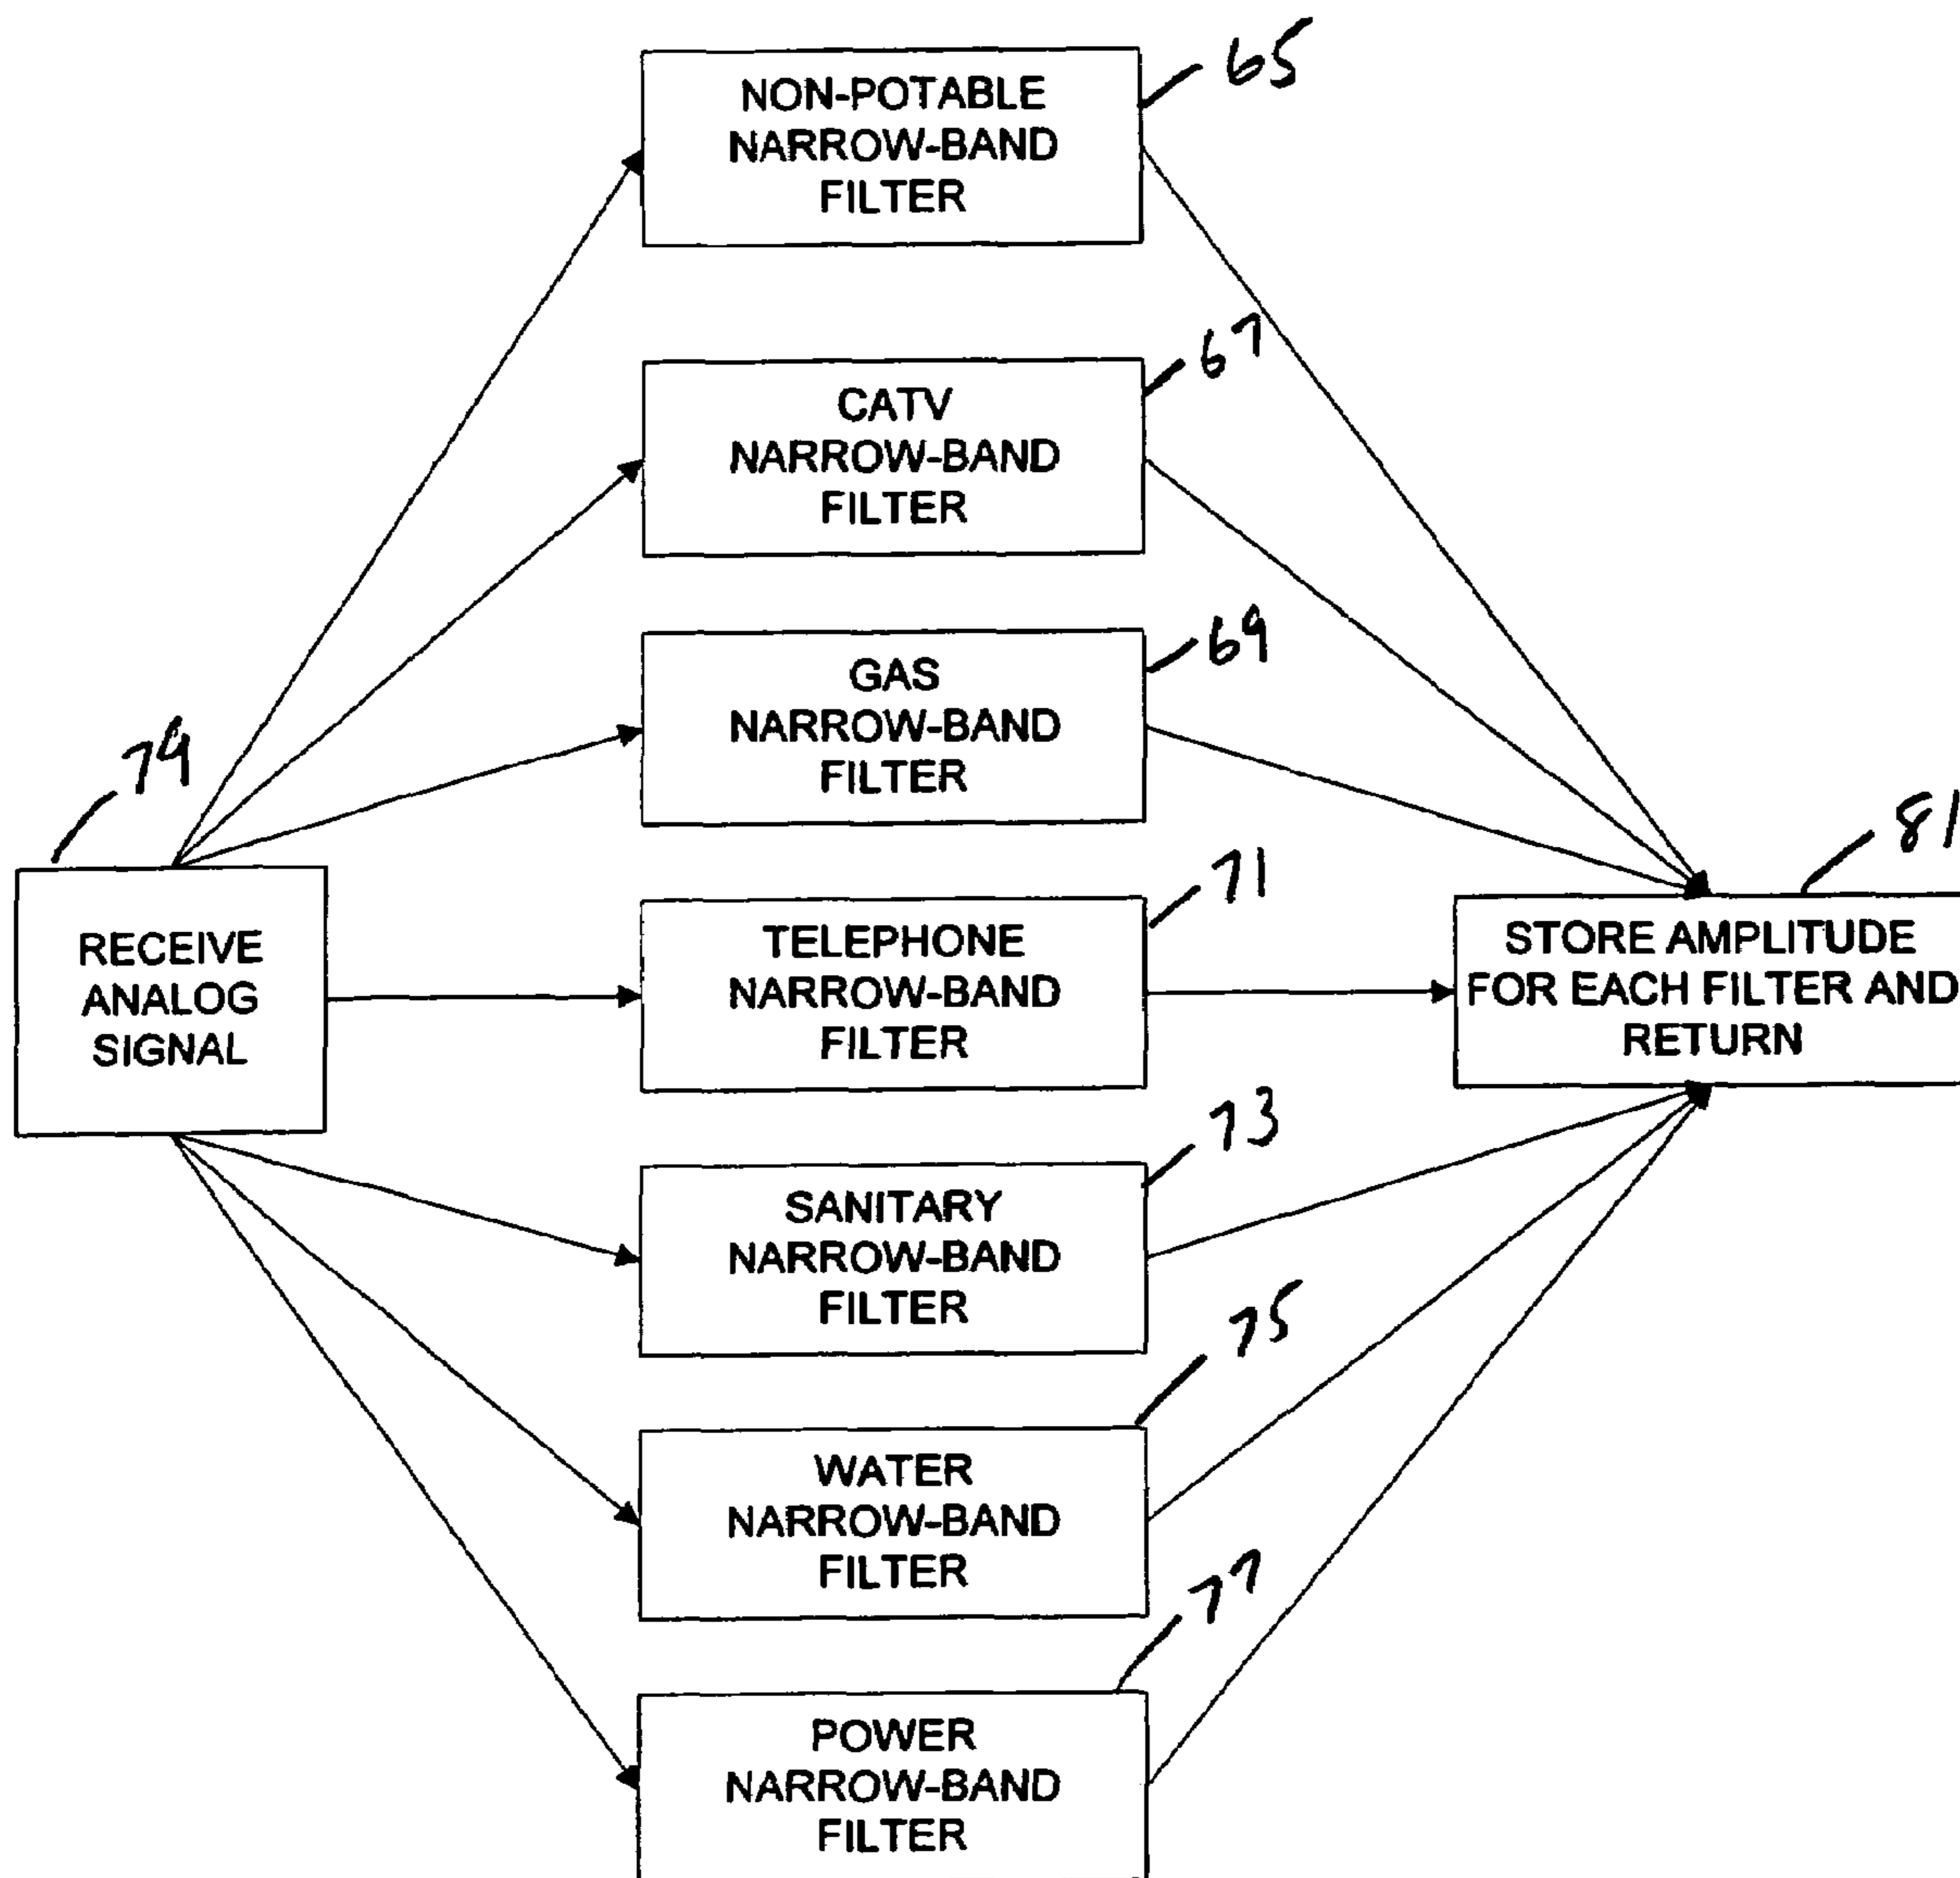 65
NON-POTABLE
NARROW-BAND
FILTER
67
CATV
NARROW-BAND
FILTER
69
GAS
NARROW-BAND
FILTER
79
RECEIVE
ANALOG
SIGNAL
71
TELEPHONE
NARROW-BAND
FILTER
81
STORE AMPLITUDE
FOR EACH FILTER AND
RETURN
73
SANITARY
NARROW-BAND
FILTER
75
WATER
NARROW-BAND
FILTER
77
POWER
NARROW-BAND
FILTER